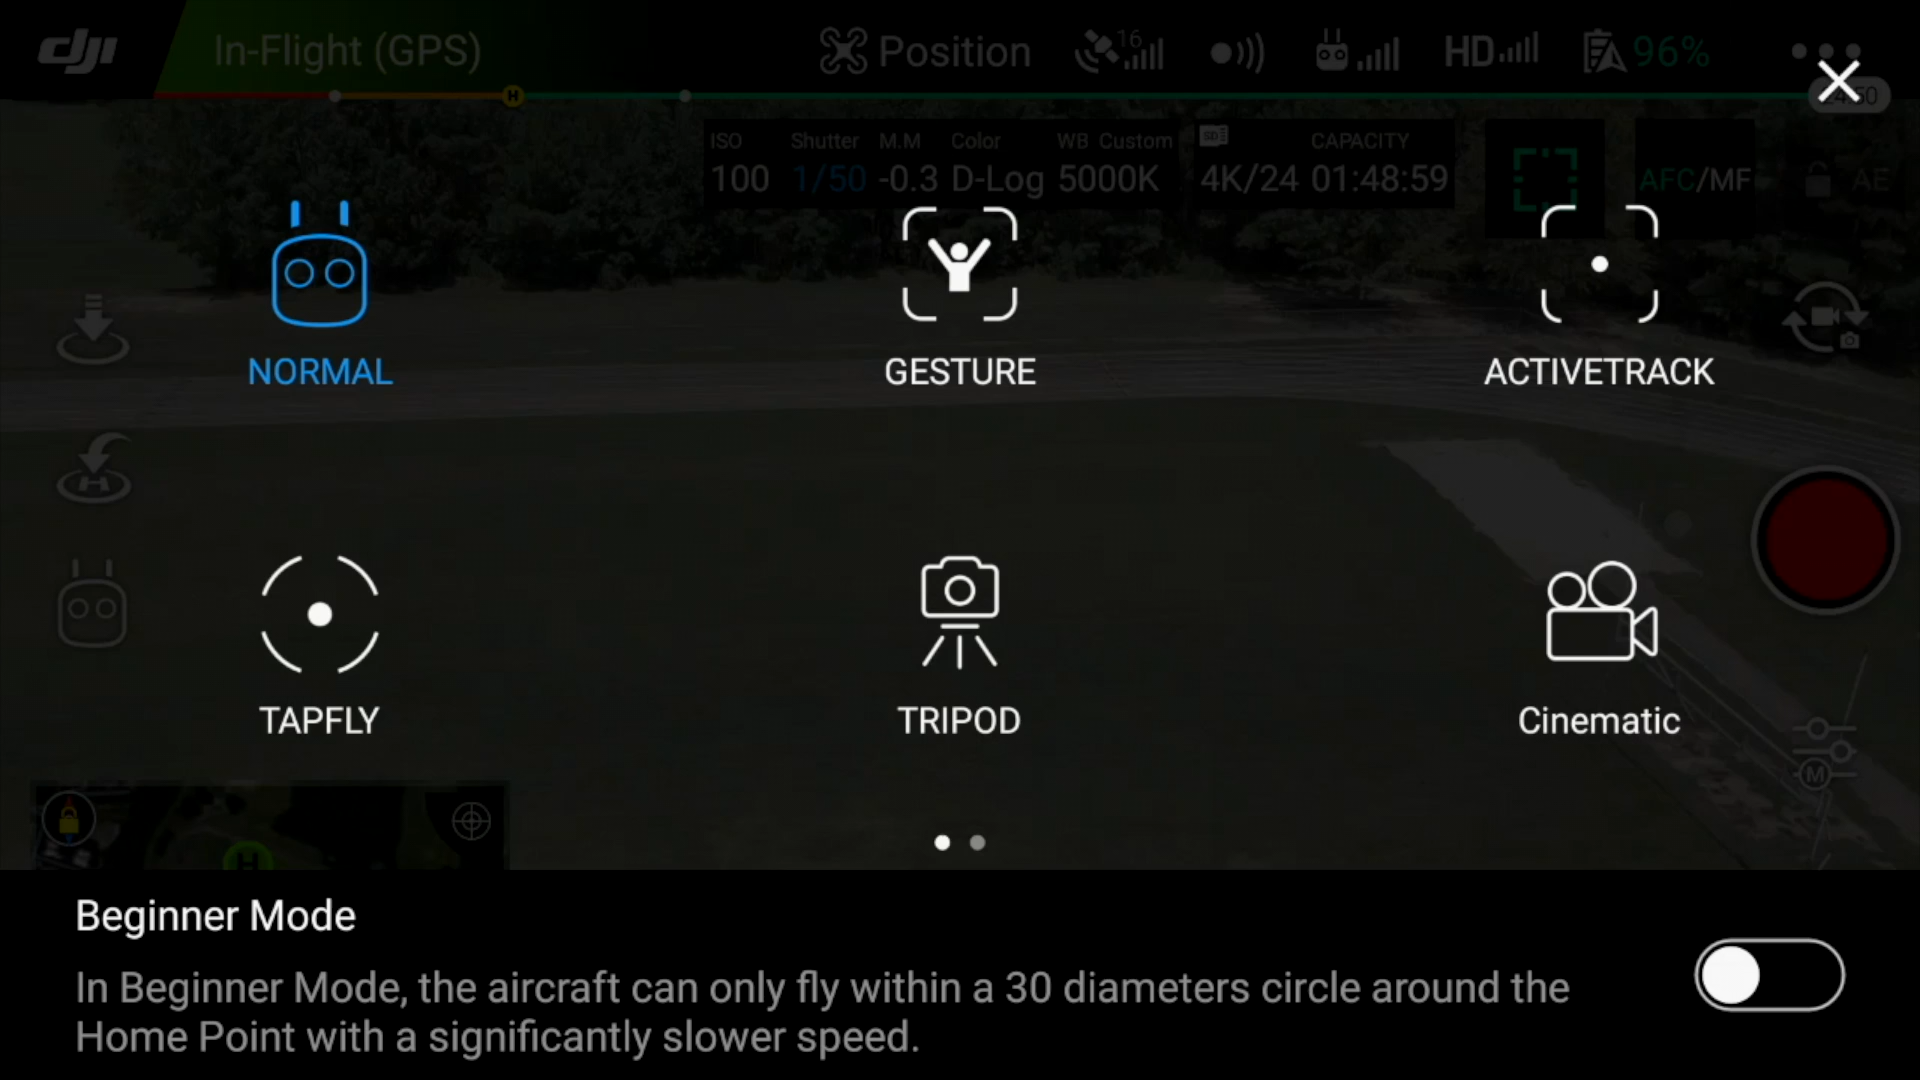 dji In-Flight (GPS) Position 16 HD 96%
H
ISO Shutter M.M Color WB Custom SD CAPACITY
100 1/50 -0.3 D-Log 5000K 4K/24 01:48:59 AFC/MF AE
NORMAL GESTURE ACTIVETRACK
H
TAPFLY TRIPOD Cinematic
M
H
Beginner Mode
In Beginner Mode, the aircraft can only fly within a 30 diameters circle around the
Home Point with a significantly slower speed.